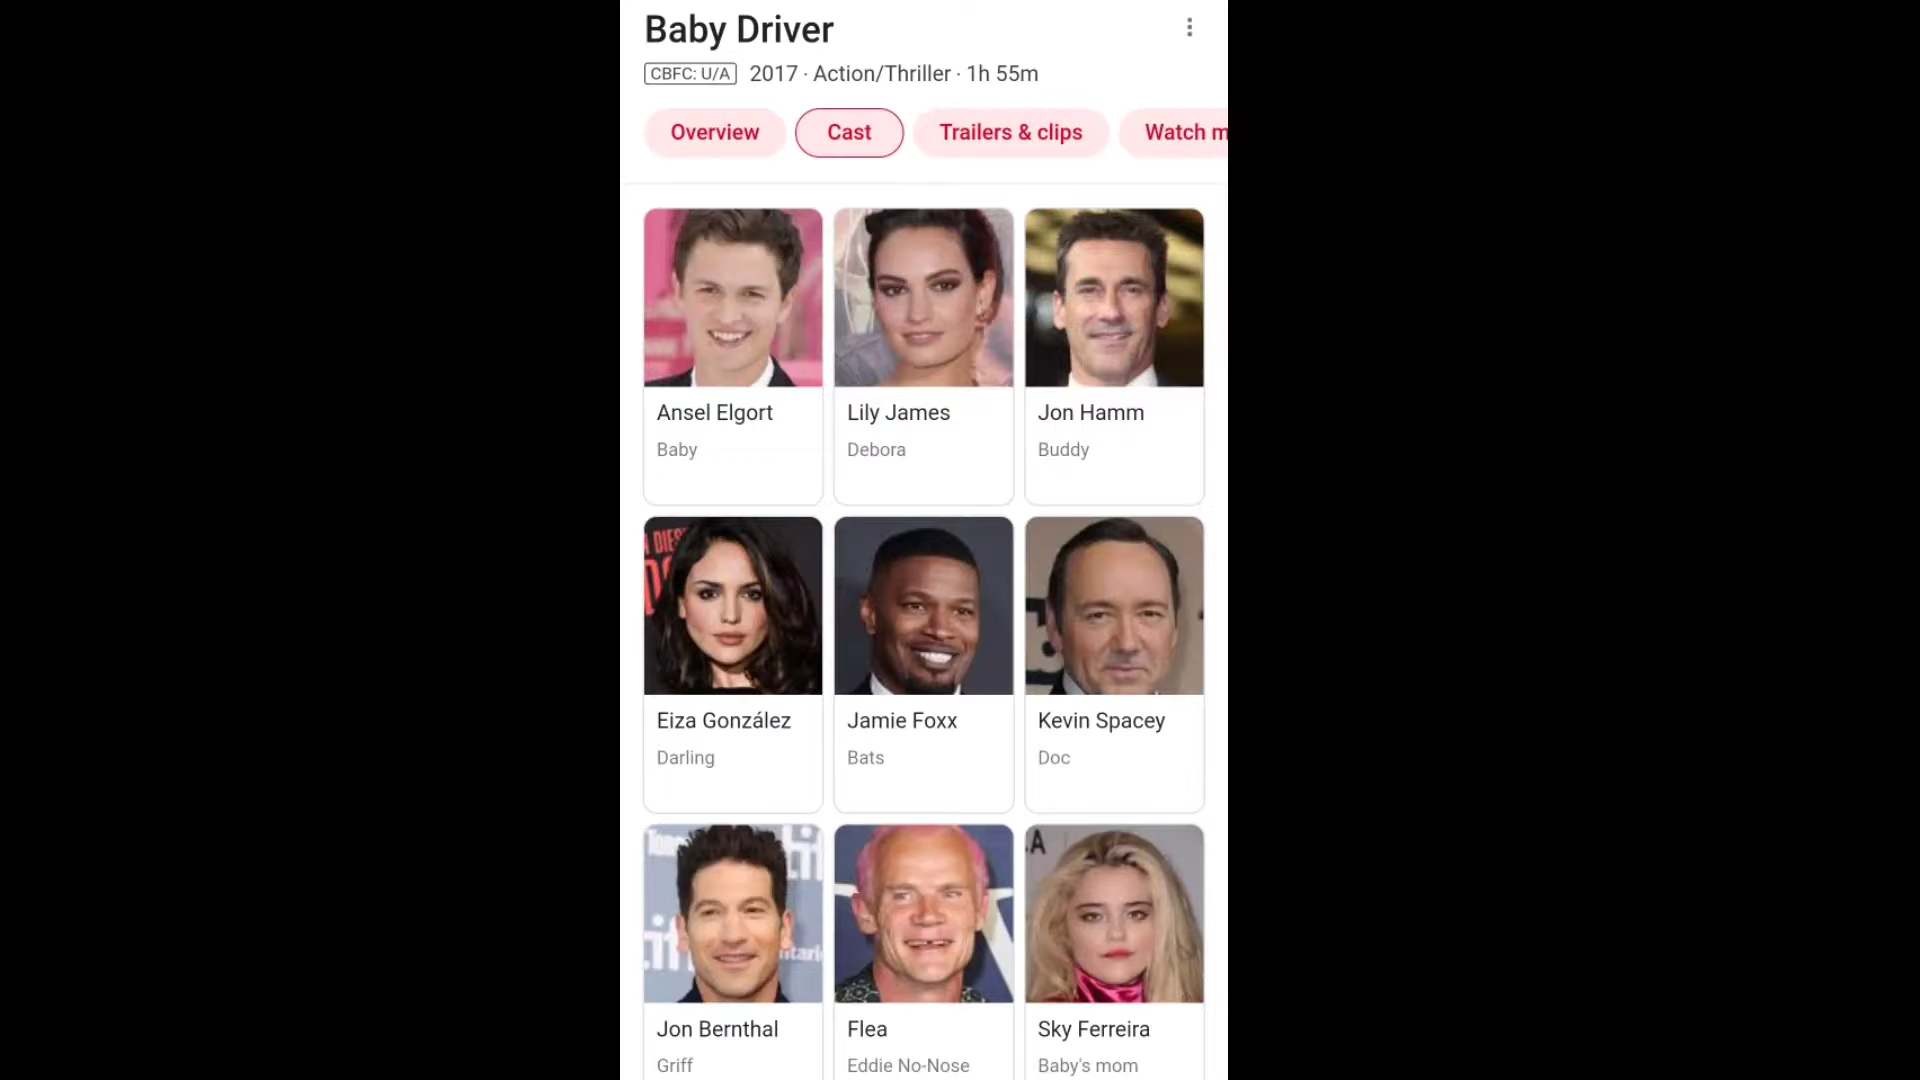 Baby Driver
CBFC: U/A 2017 · Action/Thriller · 1h 55m
Overview Cast Trailers & clips Watch m
Ansel Elgort Lily James Jon Hamm
Baby Debora Buddy
Eiza González Jamie Foxx Kevin Spacey
Darling Bats Doc
Jon Bernthal Flea Sky Ferreira
Griff Eddie No-Nose Baby's mom